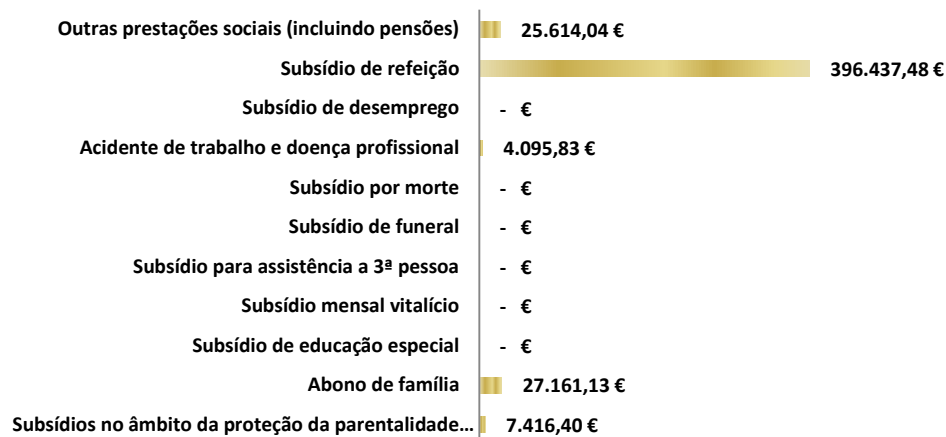 Outras prestações sociais (incluindo pensões) 25.614,04 €
Subsídio de refeição 396.437,48 €
Subsídio de desemprego - €
Acidente de trabalho e doença profissional 4.095,83 €
Subsídio por morte - €
Subsídio de funeral - €
Subsídio para assistência a 3ª pessoa - €
Subsídio mensal vitalício - €
Subsídio de educação especial - €
Abono de família 27.161,13 €
Subsídios no âmbito da proteção da parentalidade... 7.416,40 €